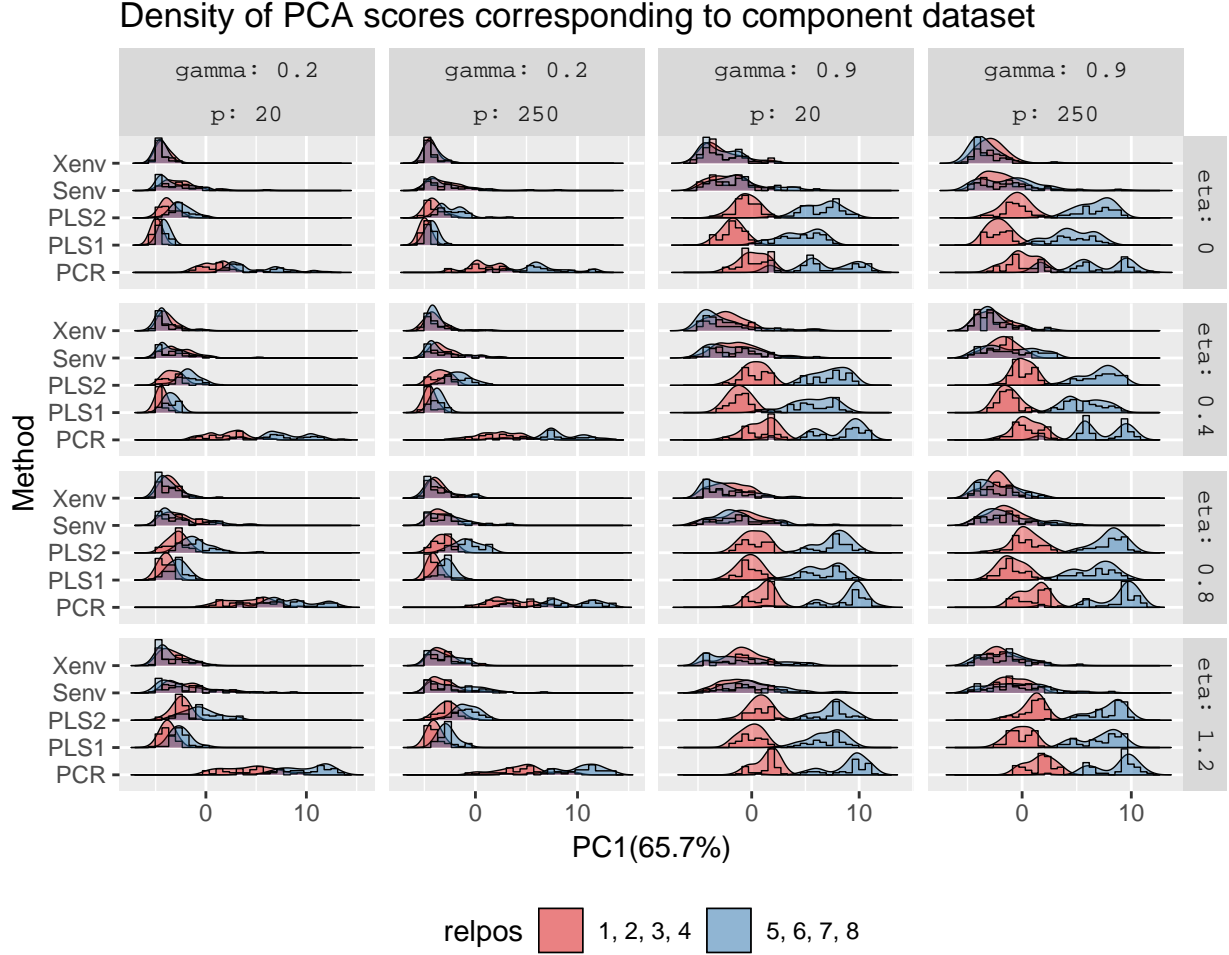 Density of PCA scores corresponding to component dataset
gamma: 0.2
gamma: 0.2
gamma: 0.9
gamma: 0.9
p: 20
p: 250
p: 20
p: 250
Method
Xenv
Senv
PLS2
PLS1
PCR
eta: 0
Xenv
Senv
PLS2
PLS1
PCR
eta: 0.4
Xenv
Senv
PLS2
PLS1
PCR
eta: 0.8
Xenv
Senv
PLS2
PLS1
PCR
eta: 1.2
0 10 0 10 0 10 0 10
PC1(65.7%)
relpos 1, 2, 3, 4 5, 6, 7, 8